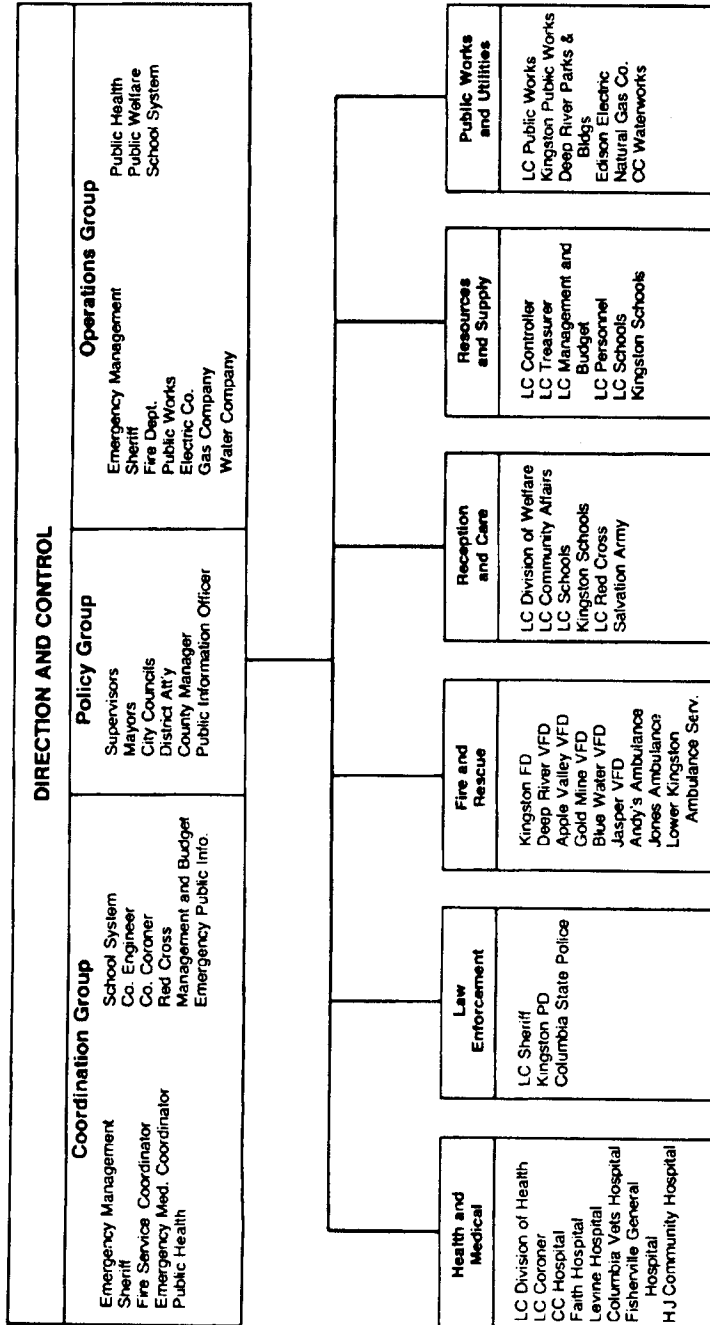 DIRECTION AND CONTROL
Coordination Group
Emergency Management
Sheriff
Fire Service Coordinator
Emergency Med. Coordinator
Public Health
School System
Co. Engineer
Co. Coroner
Red Cross
Management and Budget
Emergency Public Info.
Policy Group
Supervisors
Mayors
City Councils
District Att'y
County Manager
Public Information Officer
Operations Group
Emergency Management
Sheriff
Fire Dept.
Public Works
Electric Co.
Gas Company
Water Company
Public Health
Public Welfare
School System
Health and
Medical
LC Division of Health
LC Coroner
CC Hospital
Faith Hospital
Levine Hospital
Columbia Vets Hospital
Fisherville General
Hospital
HJ Community Hospital
Law
Enforcement
LC Sheriff
Kingston PD
Columbia State Police
Fire and
Rescue
Kingston FD
Deep River VFD
Apple Valley VFD
Gold Mine VFD
Blue Water VFD
Jasper VFD
Andy's Ambulance
Jones Ambulance
Lower Kingston
Ambulance Serv.
Reception
and Care
LC Division of Welfare
LC Community Affairs
LC Schools
Kingston Schools
LC Red Cross
Salvation Army
Resources
and Supply
LC Controller
LC Treasurer
LC Management and
Budget
LC Personnel
LC Schools
Kingston Schools
Public Works
and Utilities
LC Public Works
Kingston Public Works
Deep River Parks &
Bldgs
Edison Electric
Natural Gas Co.
CC Waterworks